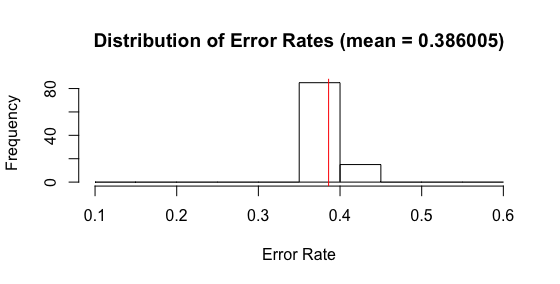 Distribution of Error Rates (mean = 0.386005)
Frequency
80
40
0
0.1 0.2 0.3 0.4 0.5 0.6
Error Rate